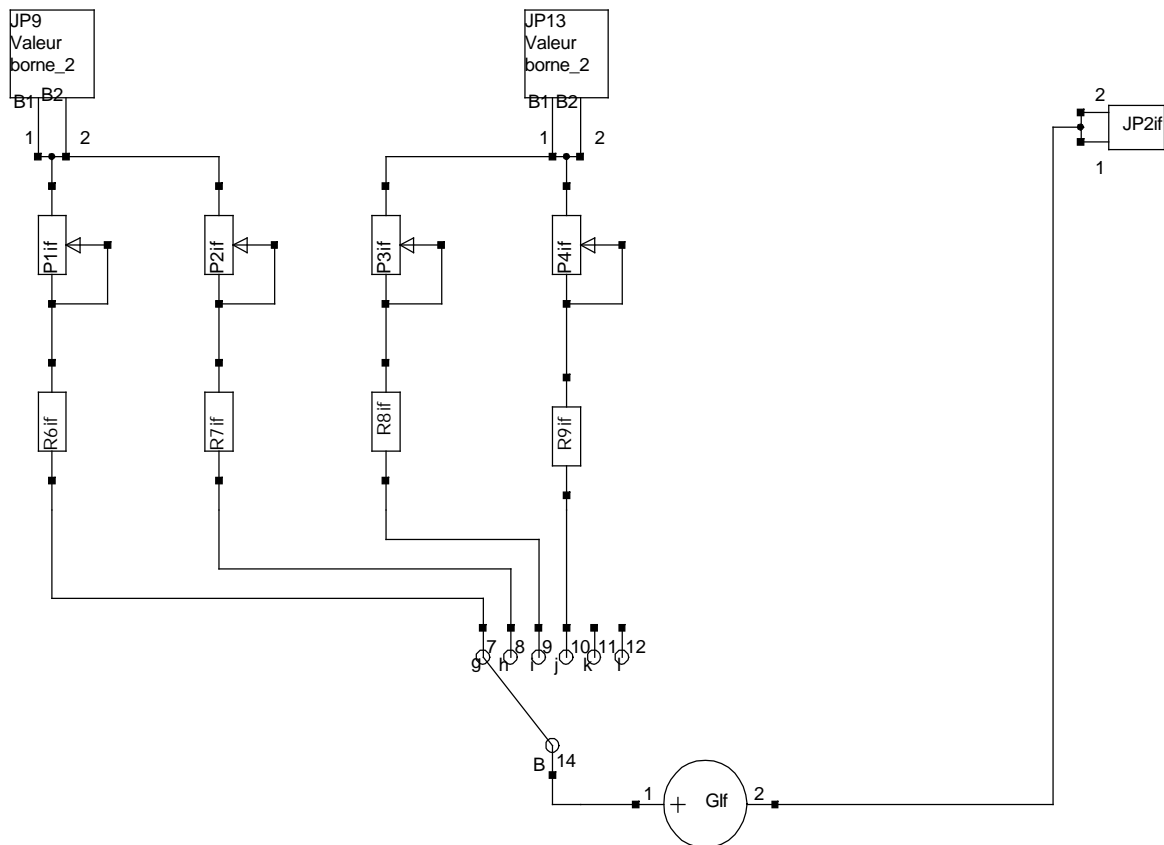 JP9
Valeur
borne_2
JP13
Valeur
borne_2
B1 B2
B1 B2
1 2
1 2
2
JP2if
1
P1if
P2if
P3if
P4if
R6if
R7if
R8if
R9if
7 8 9 10 11 12
g h i j k l
B 14
1 + GIf 2